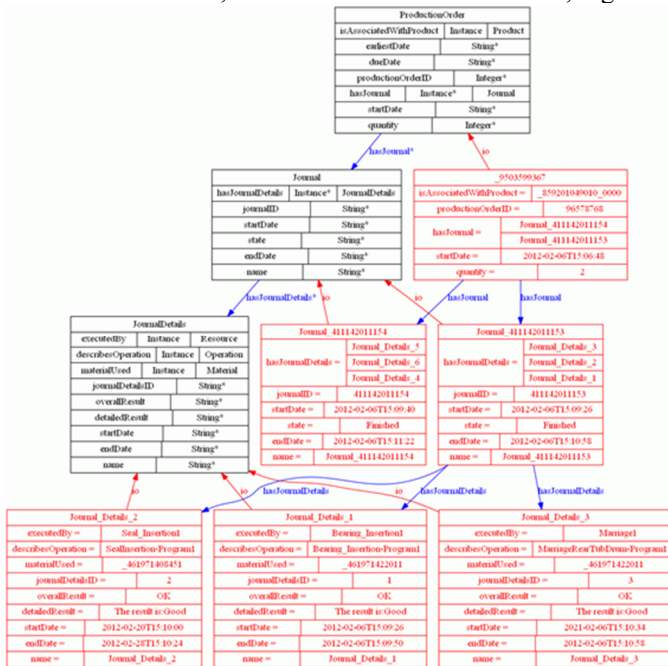 ProductionOrder
isAssociatedWithProduct Instance Product
earliestDate String*
dueDate String*
productionOrderID Integer*
hasJournal Instance* Journal
startDate String*
quantity Integer*
hasJournal* io
Journal
hasJournalDetails Instance* JournalDetails
journalID String*
startDate String*
state String*
endDate String*
name String*
_9503599367
isAssociatedWithProduct = _859201049010_0000
productionOrderID = 96578768
hasJournal = Journal_411142011154
Journal_411142011153
startDate = 2012-02-06T15:06:48
quantity = 2
hasJournalDetails* io io hasJournal hasJournal
JournalDetails
executedBy Instance Resource
describesOperation Instance Operation
materialUsed Instance Material
journalDetailsID String*
overallResult String*
detailedResult String*
startDate String*
endDate String*
name String*
Journal_411142011154
hasJournalDetails = Journal_Details_5
Journal_Details_6
Journal_Details_4
journalID = 411142011154
startDate = 2012-02-06T15:09:40
state = Finished
endDate = 2012-02-06T15:11:22
name = Journal_411142011154
Journal_411142011153
hasJournalDetails = Journal_Details_3
Journal_Details_2
Journal_Details_1
journalID = 411142011153
startDate = 2012-02-06T15:09:26
state = Finished
endDate = 2012-02-06T15:10:58
name = Journal_411142011153
io hasJournalDetails io hasJournalDetails io hasJournalDetails
Journal_Details_2
executedBy = Seal_Insertion1
describesOperation = SealInsertion-Program1
materialUsed = _461971408451
journalDetailsID = 2
overallResult = OK
detailedResult = The result is:Good
startDate = 2012-02-20T15:10:00
endDate = 2012-02-28T15:10:24
name = Journal_Details_2
Journal_Details_1
executedBy = Bearing_Insertion1
describesOperation = Bearing_Insertion-Program1
materialUsed = _461971422011
journalDetailsID = 1
overallResult = OK
detailedResult = The result is:Good
startDate = 2012-02-06T15:09:26
endDate = 2012-02-06T15:09:50
name = Journal_Details_1
Journal_Details_3
executedBy = Marriage1
describesOperation = MarriageRearTubDrum-Program1
materialUsed = _461971422011
journalDetailsID = 3
overallResult = OK
detailedResult = The result is:Good
startDate = 2021-02-06T15:10:34
endDate = 2012-02-06T15:10:58
name = Journal_Details_3